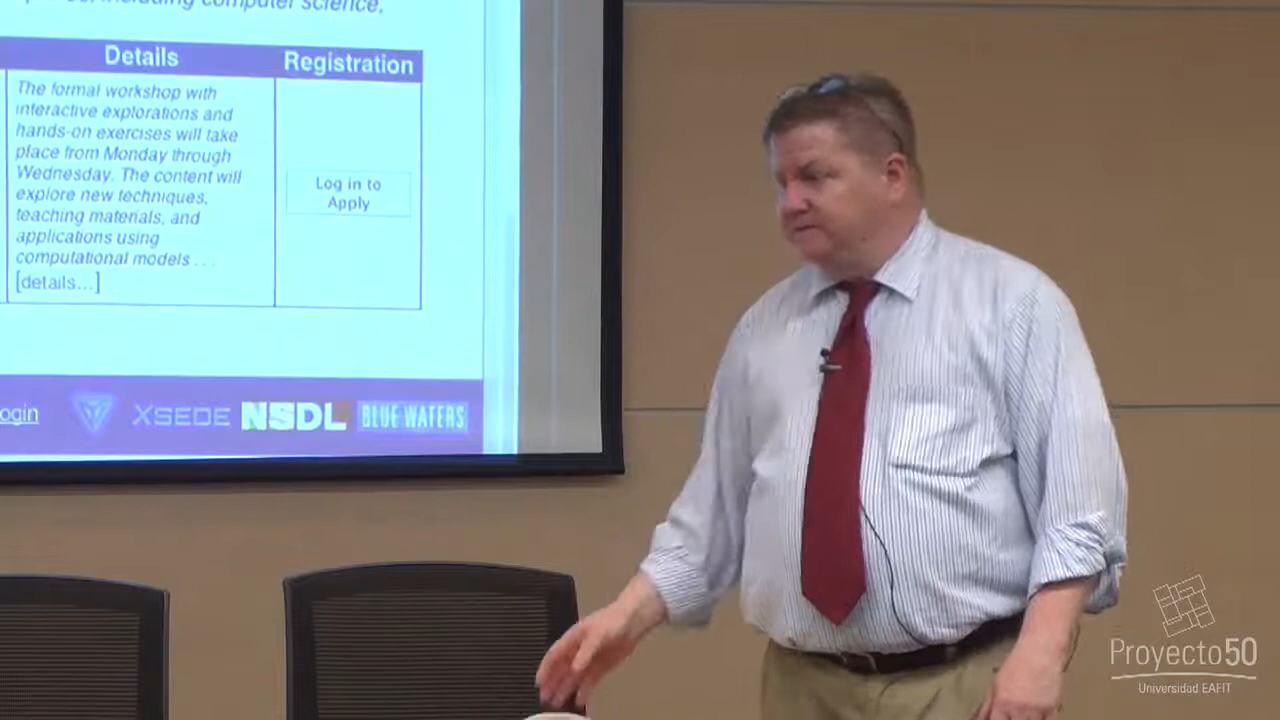 including computer science,
Details
Registration
The formal workshop with
interactive explorations and
hands-on exercises will take
place from Monday through
Wednesday. The content will
explore new techniques,
teaching materials, and
applications using
computational models . . .
[details...]
Log in to
Apply
ogin
XSEDE
NSDL
BLUE WATERS
Proyecto50
Universidad EAFIT